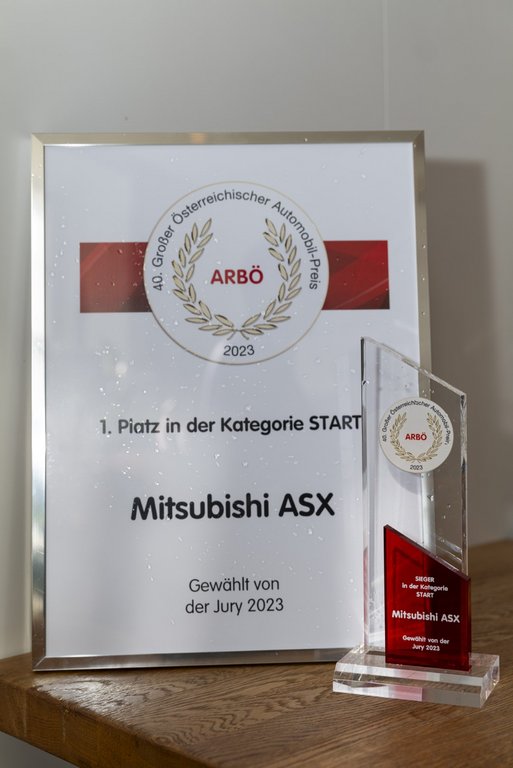 40. Großer Österreichischer Automobil-Preis
ARBÖ
2023
1. Platz in der Kategorie START
Mitsubishi ASX
Gewählt von
der Jury 2023
40. Großer Österreichischer Automobil-Preis
ARBÖ
2023
SIEGER
in der Kategorie
START
Mitsubishi ASX
Gewählt von der
Jury 2023